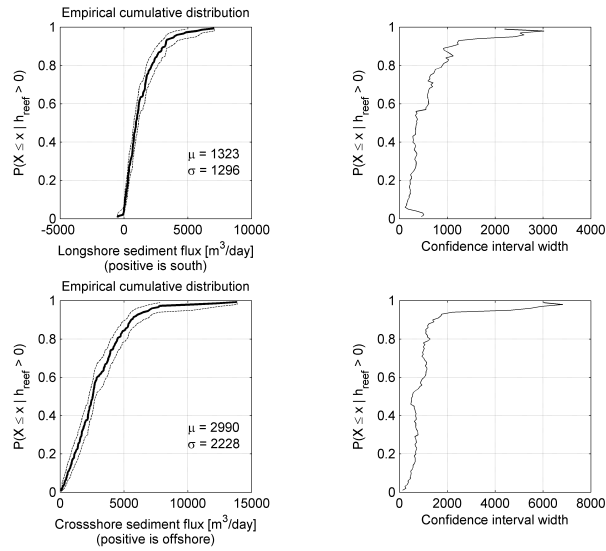 Empirical cumulative distribution
1
0.8
0.6
0.4
0.2
0
P(X ≤ x | h_reef > 0)
μ = 1323
σ = 1296
-5000 0 5000 10000
Longshore sediment flux [m³/day]
(positive is south)
1
0.8
0.6
0.4
0.2
0
P(X ≤ x | h_reef > 0)
0 1000 2000 3000 4000
Confidence interval width
Empirical cumulative distribution
1
0.8
0.6
0.4
0.2
0
P(X ≤ x | h_reef > 0)
μ = 2990
σ = 2228
0 5000 10000 15000
Crossshore sediment flux [m³/day]
(positive is offshore)
1
0.8
0.6
0.4
0.2
0
P(X ≤ x | h_reef > 0)
0 2000 4000 6000 8000
Confidence interval width